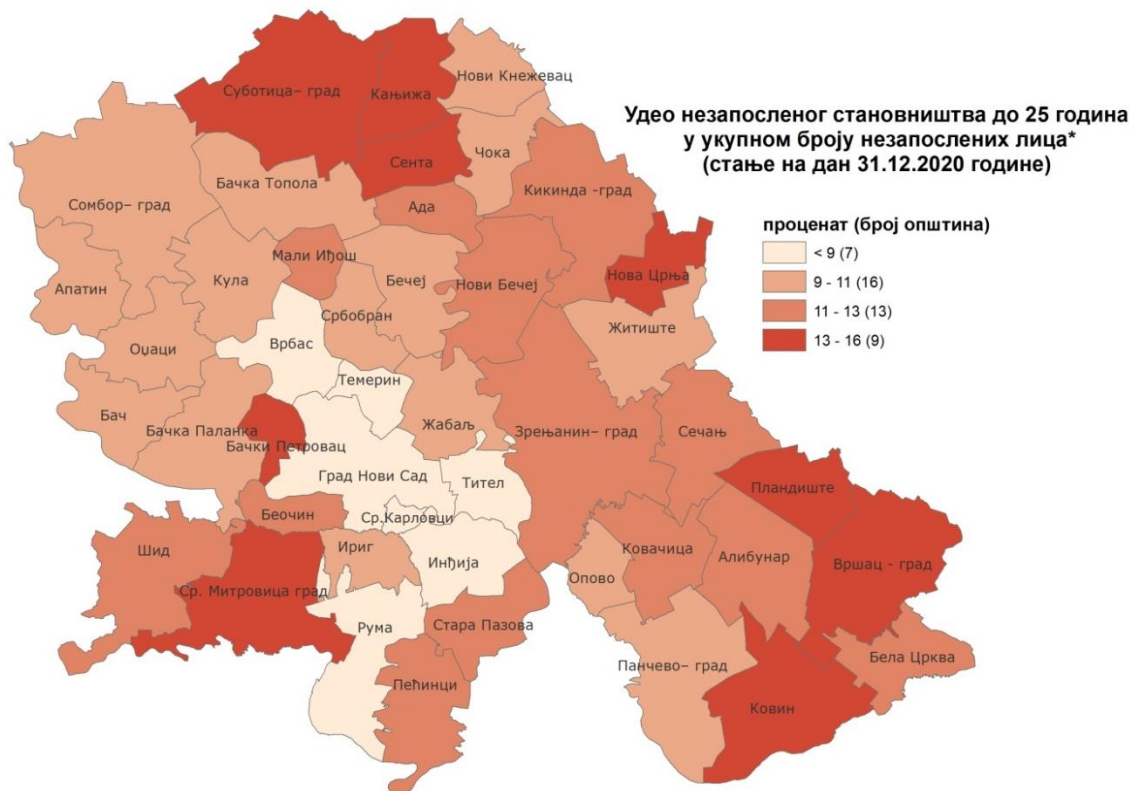 Удео незапосленог становништва до 25 година
у укупном броју незапослених лица*
(стање на дан 31.12.2020 године)
проценат (број општина)
< 9 (7)
9 - 11 (16)
11 - 13 (13)
13 - 16 (9)
Суботица– град
Кањижа
Нови Кнежевац
Сента
Чока
Бачка Топола
Сомбор– град
Ада
Кикинда -град
Мали Иђош
Бечеј
Нови Бечеј
Нова Црња
Кула
Апатин
Србобран
Житиште
Врбас
Оџаци
Темерин
Бач
Бачка Паланка
Бачки Петровац
Жабаљ
Зрењанин– град
Сечањ
Град Нови Сад
Тител
Пландиште
Беочин
Ср.Карловци
Шид
Ириг
Инђија
Ковачица
Алибунар
Вршац - град
Опово
Ср. Митровица град
Рума
Стара Пазова
Бела Црква
Панчево– град
Пећинци
Ковин